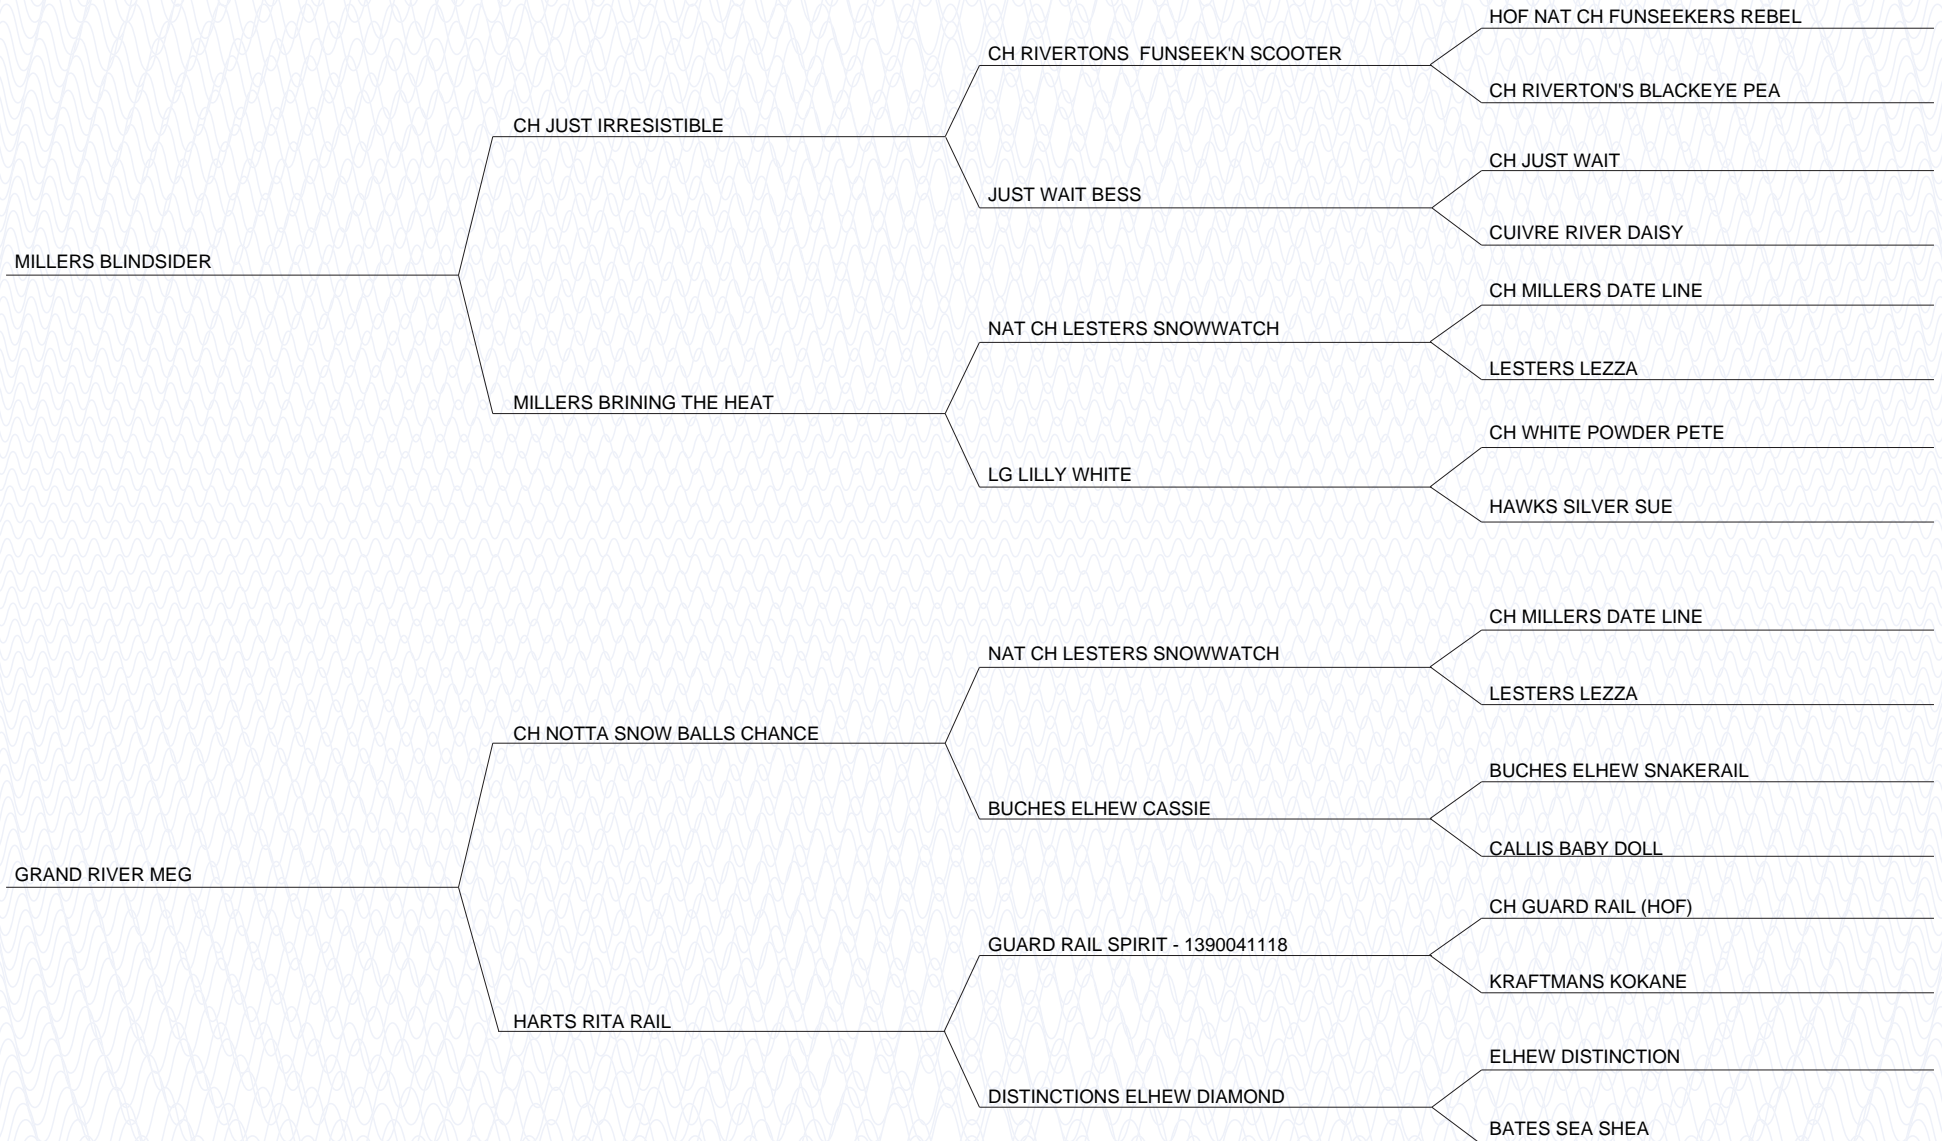 HOF NAT CH FUNSEEKERS REBEL
CH RIVERTONS  FUNSEEK'N SCOOTER
CH RIVERTON'S BLACKEYE PEA
CH JUST IRRESISTIBLE
CH JUST WAIT
JUST WAIT BESS
CUIVRE RIVER DAISY
MILLERS BLINDSIDER
CH MILLERS DATE LINE
NAT CH LESTERS SNOWWATCH
LESTERS LEZZA
MILLERS BRINING THE HEAT
CH WHITE POWDER PETE
LG LILLY WHITE
HAWKS SILVER SUE
CH MILLERS DATE LINE
NAT CH LESTERS SNOWWATCH
LESTERS LEZZA
CH NOTTA SNOW BALLS CHANCE
BUCHES ELHEW SNAKERAIL
BUCHES ELHEW CASSIE
CALLIS BABY DOLL
GRAND RIVER MEG
CH GUARD RAIL (HOF)
GUARD RAIL SPIRIT - 1390041118
KRAFTMANS KOKANE
HARTS RITA RAIL
ELHEW DISTINCTION
DISTINCTIONS ELHEW DIAMOND
BATES SEA SHEA